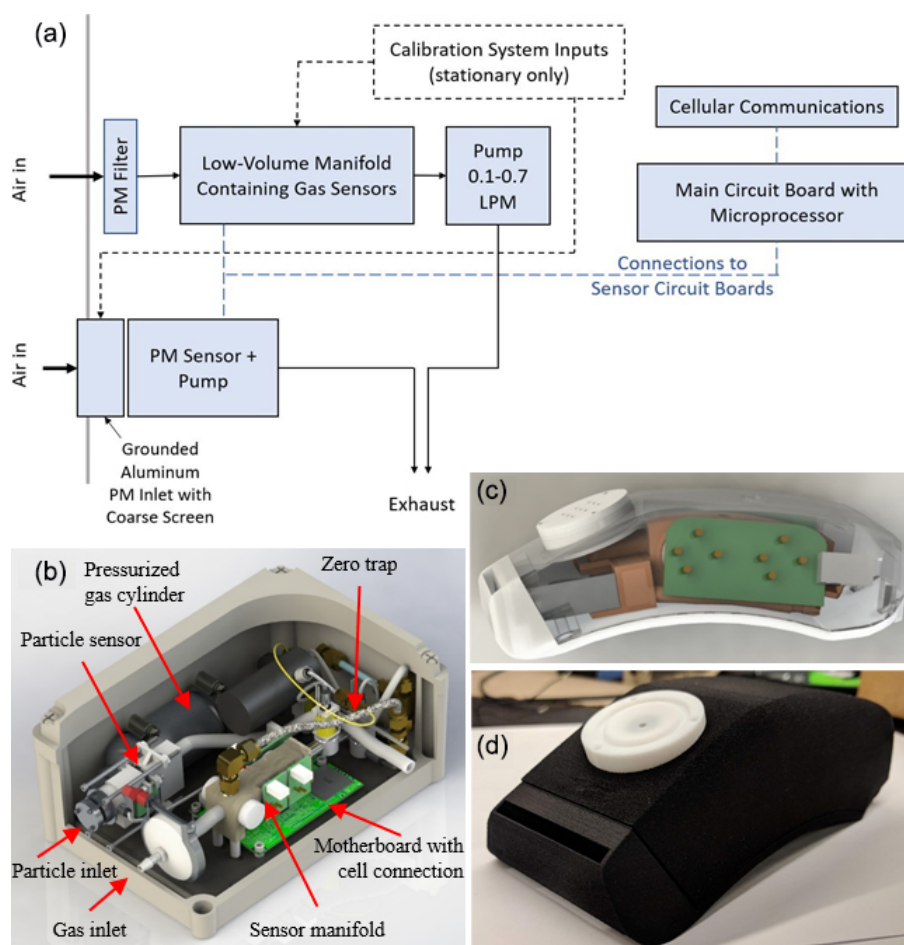 (a)
Calibration System Inputs
(stationary only)
Cellular Communications
Air in
PM Filter
Low-Volume Manifold
Containing Gas Sensors
Pump
0.1-0.7
LPM
Main Circuit Board with
Microprocessor
Connections to
Sensor Circuit Boards
Air in
PM Sensor +
Pump
Grounded
Aluminum
PM Inlet with
Coarse Screen
Exhaust
(b)
Pressurized
gas cylinder
Zero trap
Particle sensor
Particle inlet
Gas inlet
Motherboard with
cell connection
Sensor manifold
(c)
(d)